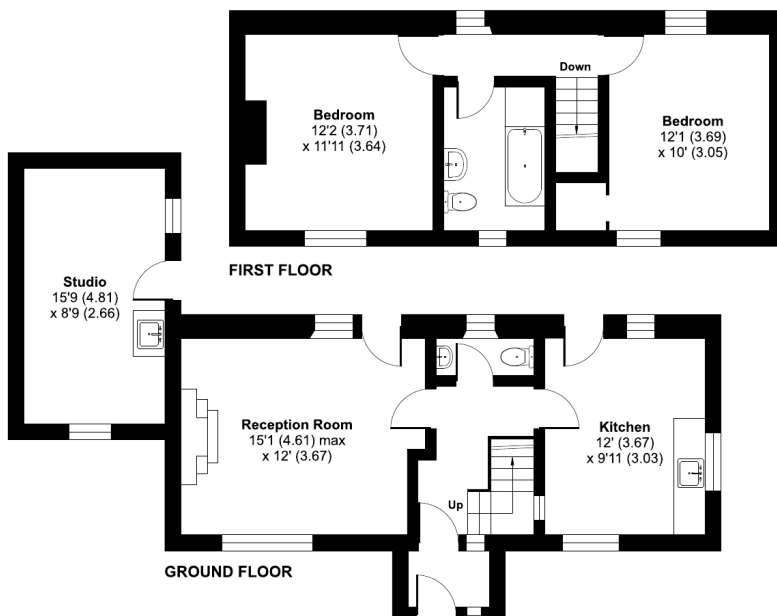 Down
Bedroom
12'2 (3.71)
x 11'11 (3.64)
Bedroom
12'1 (3.69)
x 10' (3.05)
FIRST FLOOR
Studio
15'9 (4.81)
x 8'9 (2.66)
Reception Room
15'1 (4.61) max
x 12' (3.67)
Kitchen
12' (3.67)
x 9'11 (3.03)
Up
GROUND FLOOR